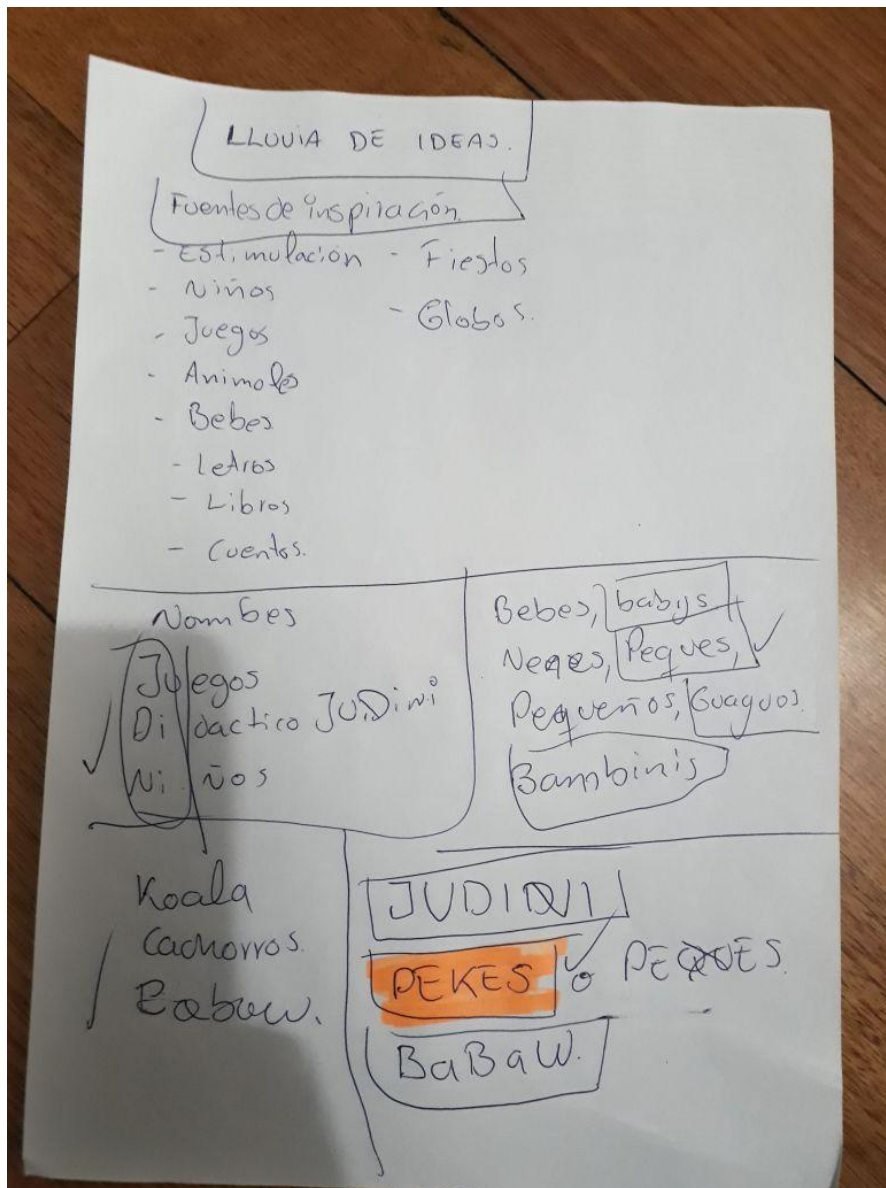 LLUVIA DE IDEAS.
Fuentes de inspiración.
- Estimulación
- Niños
- Juegos
- Animales
- Bebes
- Letras
- Libros
- Cuentos.
- Fiestas
- Globos.
Nombes
Juegos
Didactico JUDini
Niños
Bebes, babys
Nenes, Peques,
Pequeños, Guaguas.
Bambinis
Koala
Cachorros.
Babaw.
JUDINI
PEKES o PEQUES.
BaBaW.